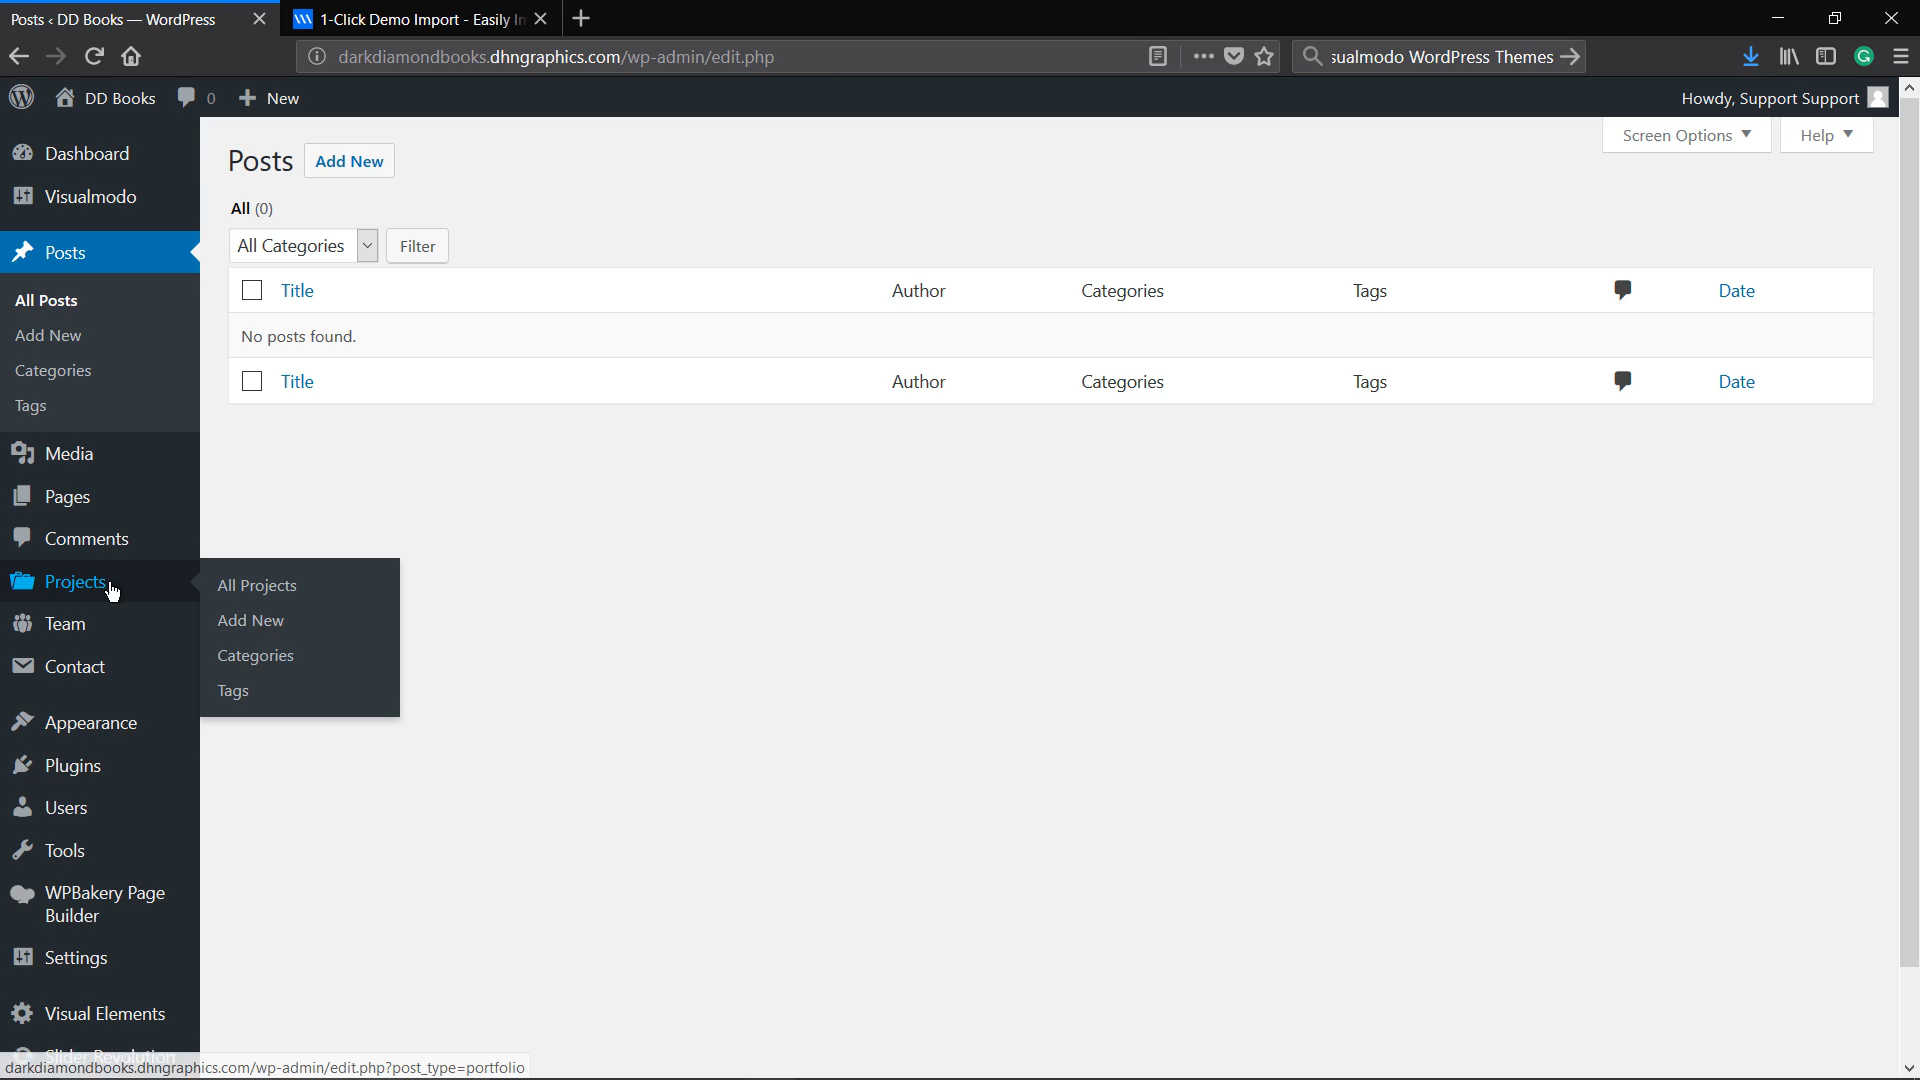 Posts ‹ DD Books — WordPress
1-Click Demo Import - Easily In
darkdiamondbooks.dhngraphics.com/wp-admin/edit.php
sualmodo WordPress Themes
DD Books
0
New
Howdy, Support Support
Screen Options
Help
Dashboard
Visualmodo
Posts
All Posts
Add New
Categories
Tags
Media
Pages
Comments
Projects
Team
Contact
Appearance
Plugins
Users
Tools
WPBakery Page
Builder
Settings
Visual Elements
Slider Revolution
All Projects
Add New
Categories
Tags
Posts
Add New
All (0)
All Categories
Filter
Title Author Categories Tags Date
No posts found.
Title Author Categories Tags Date
darkdiamondbooks.dhngraphics.com/wp-admin/edit.php?post_type=portfolio